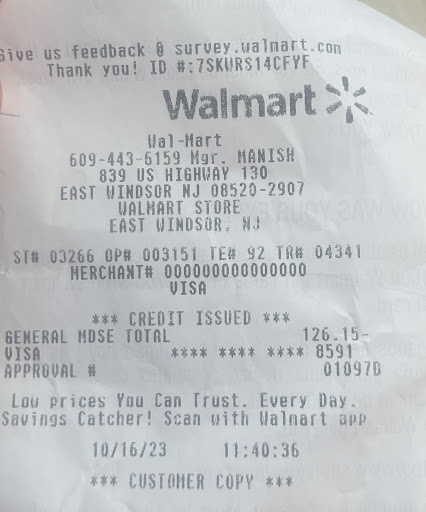 Give us feedback @ survey.walmart.com
Thank you! ID #:7SKWRS14CFYF
Walmart
Wal-Mart
609-443-6159 Mgr. MANISH
839 US HIGHWAY 130
EAST WINDSOR NJ 08520-2907
WALMART STORE
EAST WINDSOR, NJ
ST# 03266 OP# 003151 TE# 92 TR# 04341
MERCHANT# 000000000000000
VISA
*** CREDIT ISSUED ***
GENERAL MDSE TOTAL 126.15-
VISA **** **** **** 8591
APPROVAL # 01097D
Low prices You Can Trust. Every Day.
Savings Catcher! Scan with Walmart app
10/16/23 11:40:36
*** CUSTOMER COPY ***